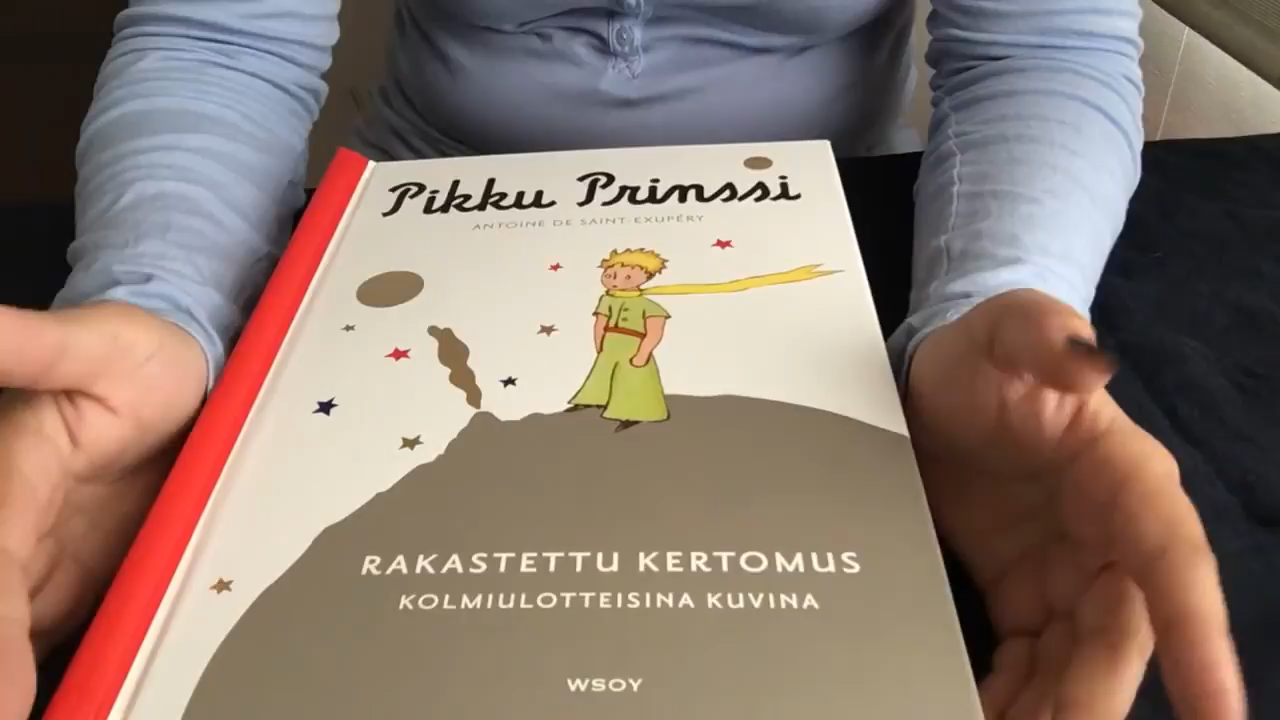 Pikku Prinssi
ANTOINE DE SAINT-EXUPÉRY
RAKASTETTU KERTOMUS
KOLMIULOTTEISINA KUVINA
WSOY